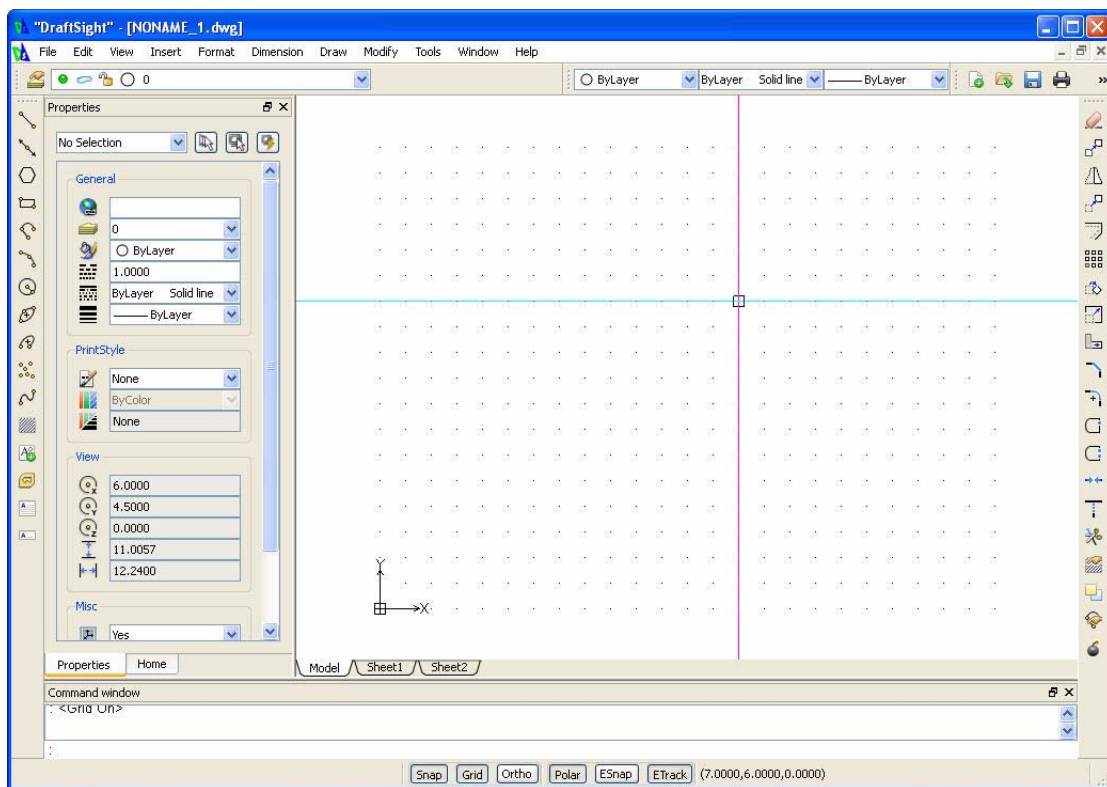 "DraftSight" - [NONAME_1.dwg]
File Edit View Insert Format Dimension Draw Modify Tools Window Help
0 ByLayer ByLayer Solid line ByLayer »
Properties
No Selection
General
0
ByLayer
1.0000
ByLayer Solid line
ByLayer
PrintStyle
None
ByColor
None
View
6.0000
4.5000
0.0000
11.0057
12.2400
Misc
Yes
Properties Home
Y
X
Model Sheet1 Sheet2
Command window
: <Grid On>
:
Snap Grid Ortho Polar ESnap ETrack (7.0000,6.0000,0.0000)